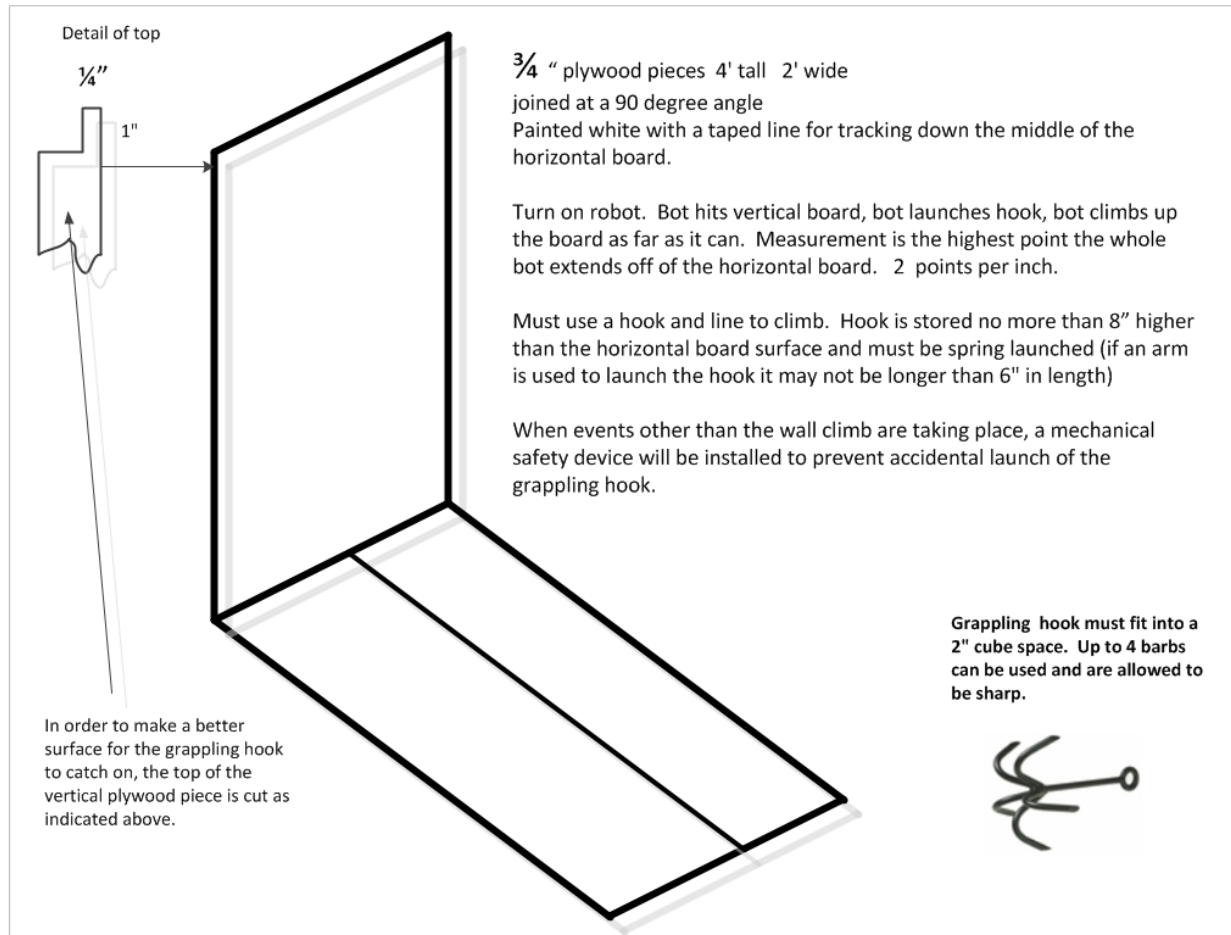 Detail of top
¼”
1"
¾ “ plywood pieces 4' tall 2' wide
joined at a 90 degree angle
Painted white with a taped line for tracking down the middle of the
horizontal board.
Turn on robot. Bot hits vertical board, bot launches hook, bot climbs up
the board as far as it can. Measurement is the highest point the whole
bot extends off of the horizontal board. 2 points per inch.
Must use a hook and line to climb. Hook is stored no more than 8” higher
than the horizontal board surface and must be spring launched (if an arm
is used to launch the hook it may not be longer than 6" in length)
When events other than the wall climb are taking place, a mechanical
safety device will be installed to prevent accidental launch of the
grappling hook.
Grappling hook must fit into a
2" cube space. Up to 4 barbs
can be used and are allowed to
be sharp.
In order to make a better
surface for the grappling hook
to catch on, the top of the
vertical plywood piece is cut as
indicated above.